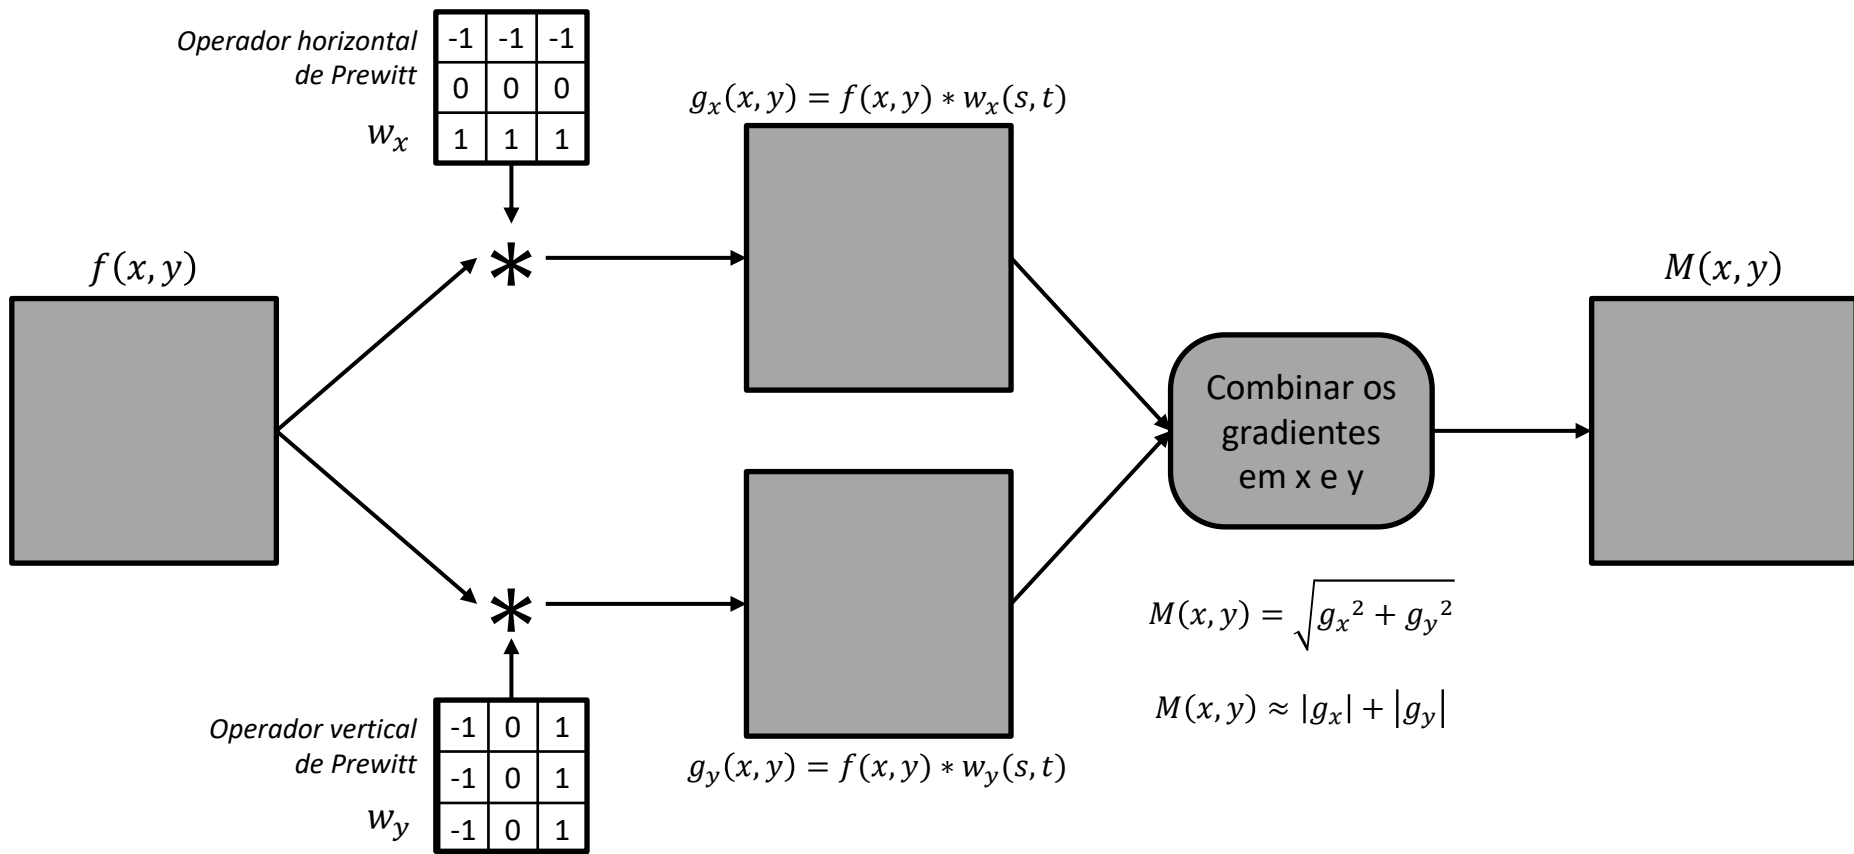 Operador horizontal
de Prewitt
w_x
-1 -1 -1
0 0 0
1 1 1
g_x(x, y) = f(x, y) ∗ w_x(s, t)
∗
f(x, y)
M(x, y)
Combinar os
gradientes
em x e y
∗
M(x, y) = √(g_x² + g_y²)
M(x, y) ≈ |g_x| + |g_y|
Operador vertical
de Prewitt
w_y
-1 0 1
-1 0 1
-1 0 1
g_y(x, y) = f(x, y) ∗ w_y(s, t)